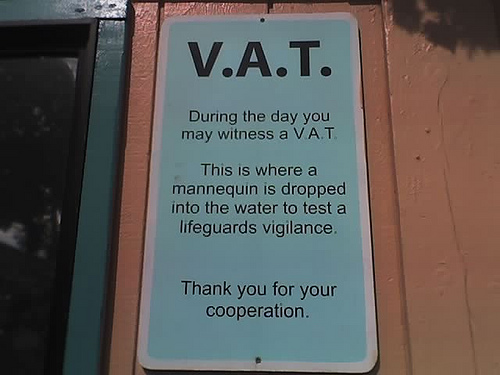 V.A.T.
During the day you
may witness a V.A.T.
This is where a
mannequin is dropped
into the water to test a
lifeguards vigilance.
Thank you for your
cooperation.